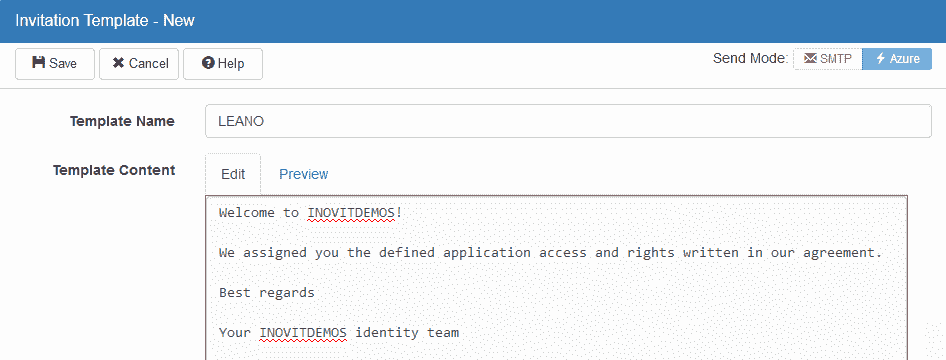 Invitation Template - New
Save Cancel Help Send Mode: SMTP Azure
Template Name LEANO
Template Content Edit Preview
Welcome to INOVITDEMOS!
We assigned you the defined application access and rights written in our agreement.
Best regards
Your INOVITDEMOS identity team